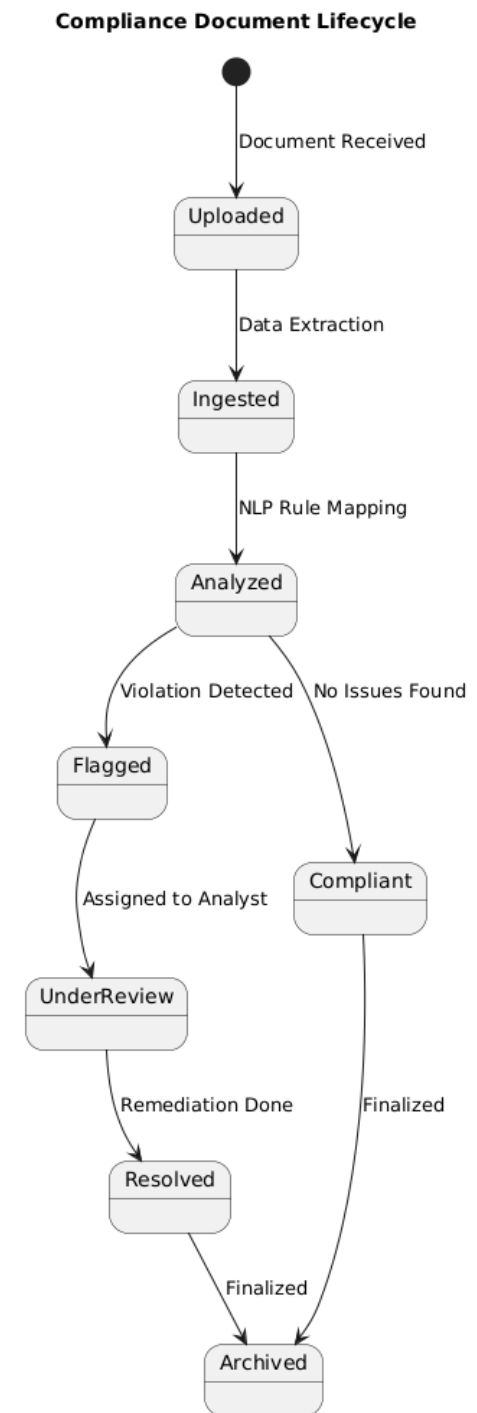 Compliance Document Lifecycle
Document Received
Uploaded
Data Extraction
Ingested
NLP Rule Mapping
Analyzed
Violation Detected
No Issues Found
Flagged
Compliant
Assigned to Analyst
UnderReview
Remediation Done
Finalized
Resolved
Finalized
Archived